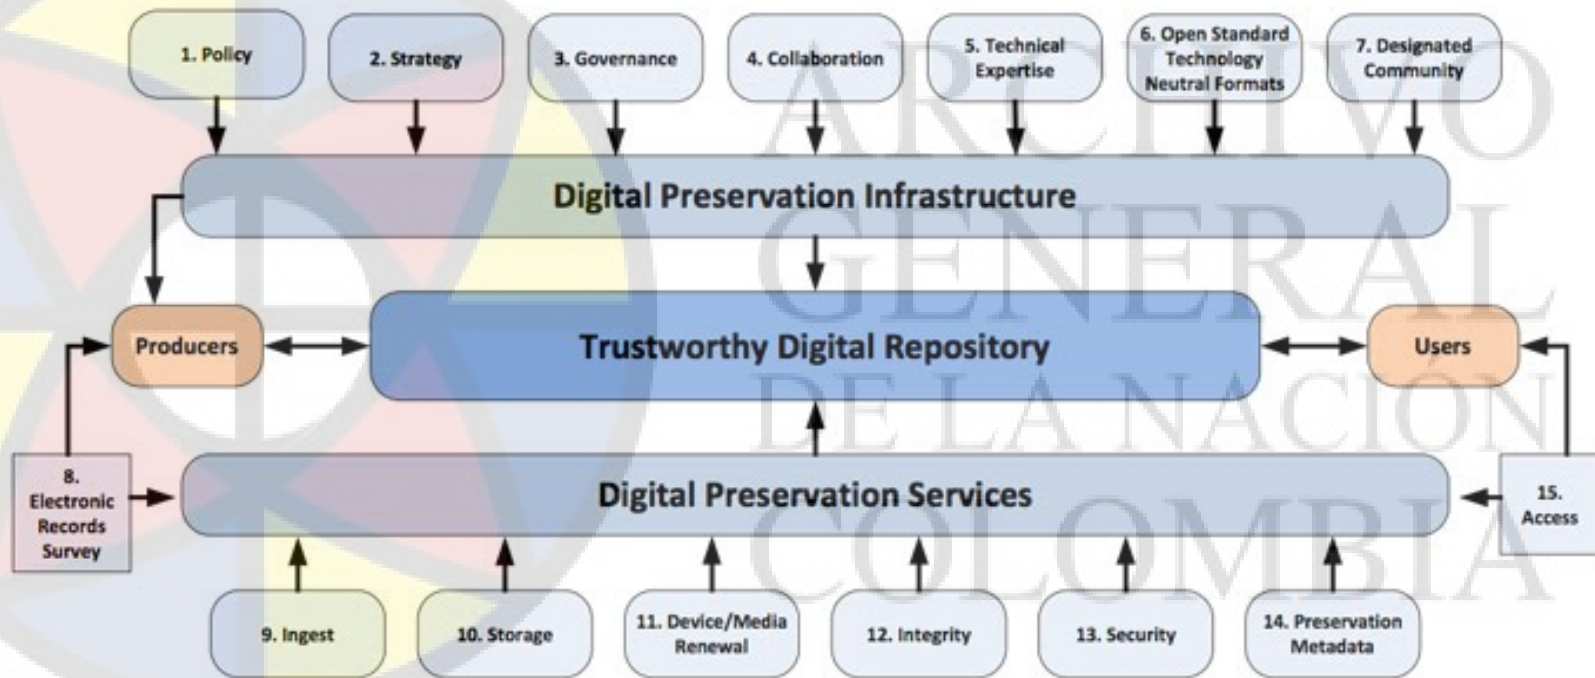 1. Policy
2. Strategy
3. Governance
4. Collaboration
5. Technical
Expertise
6. Open Standard
Technology
Neutral Formats
7. Designated
Community
Digital Preservation Infrastructure
Producers
Trustworthy Digital Repository
Users
8.
Electronic
Records
Survey
Digital Preservation Services
15.
Access
9. Ingest
10. Storage
11. Device/Media
Renewal
12. Integrity
13. Security
14. Preservation
Metadata
ARCHIVO
GENERAL
DE LA NACIÓN
COLOMBIA